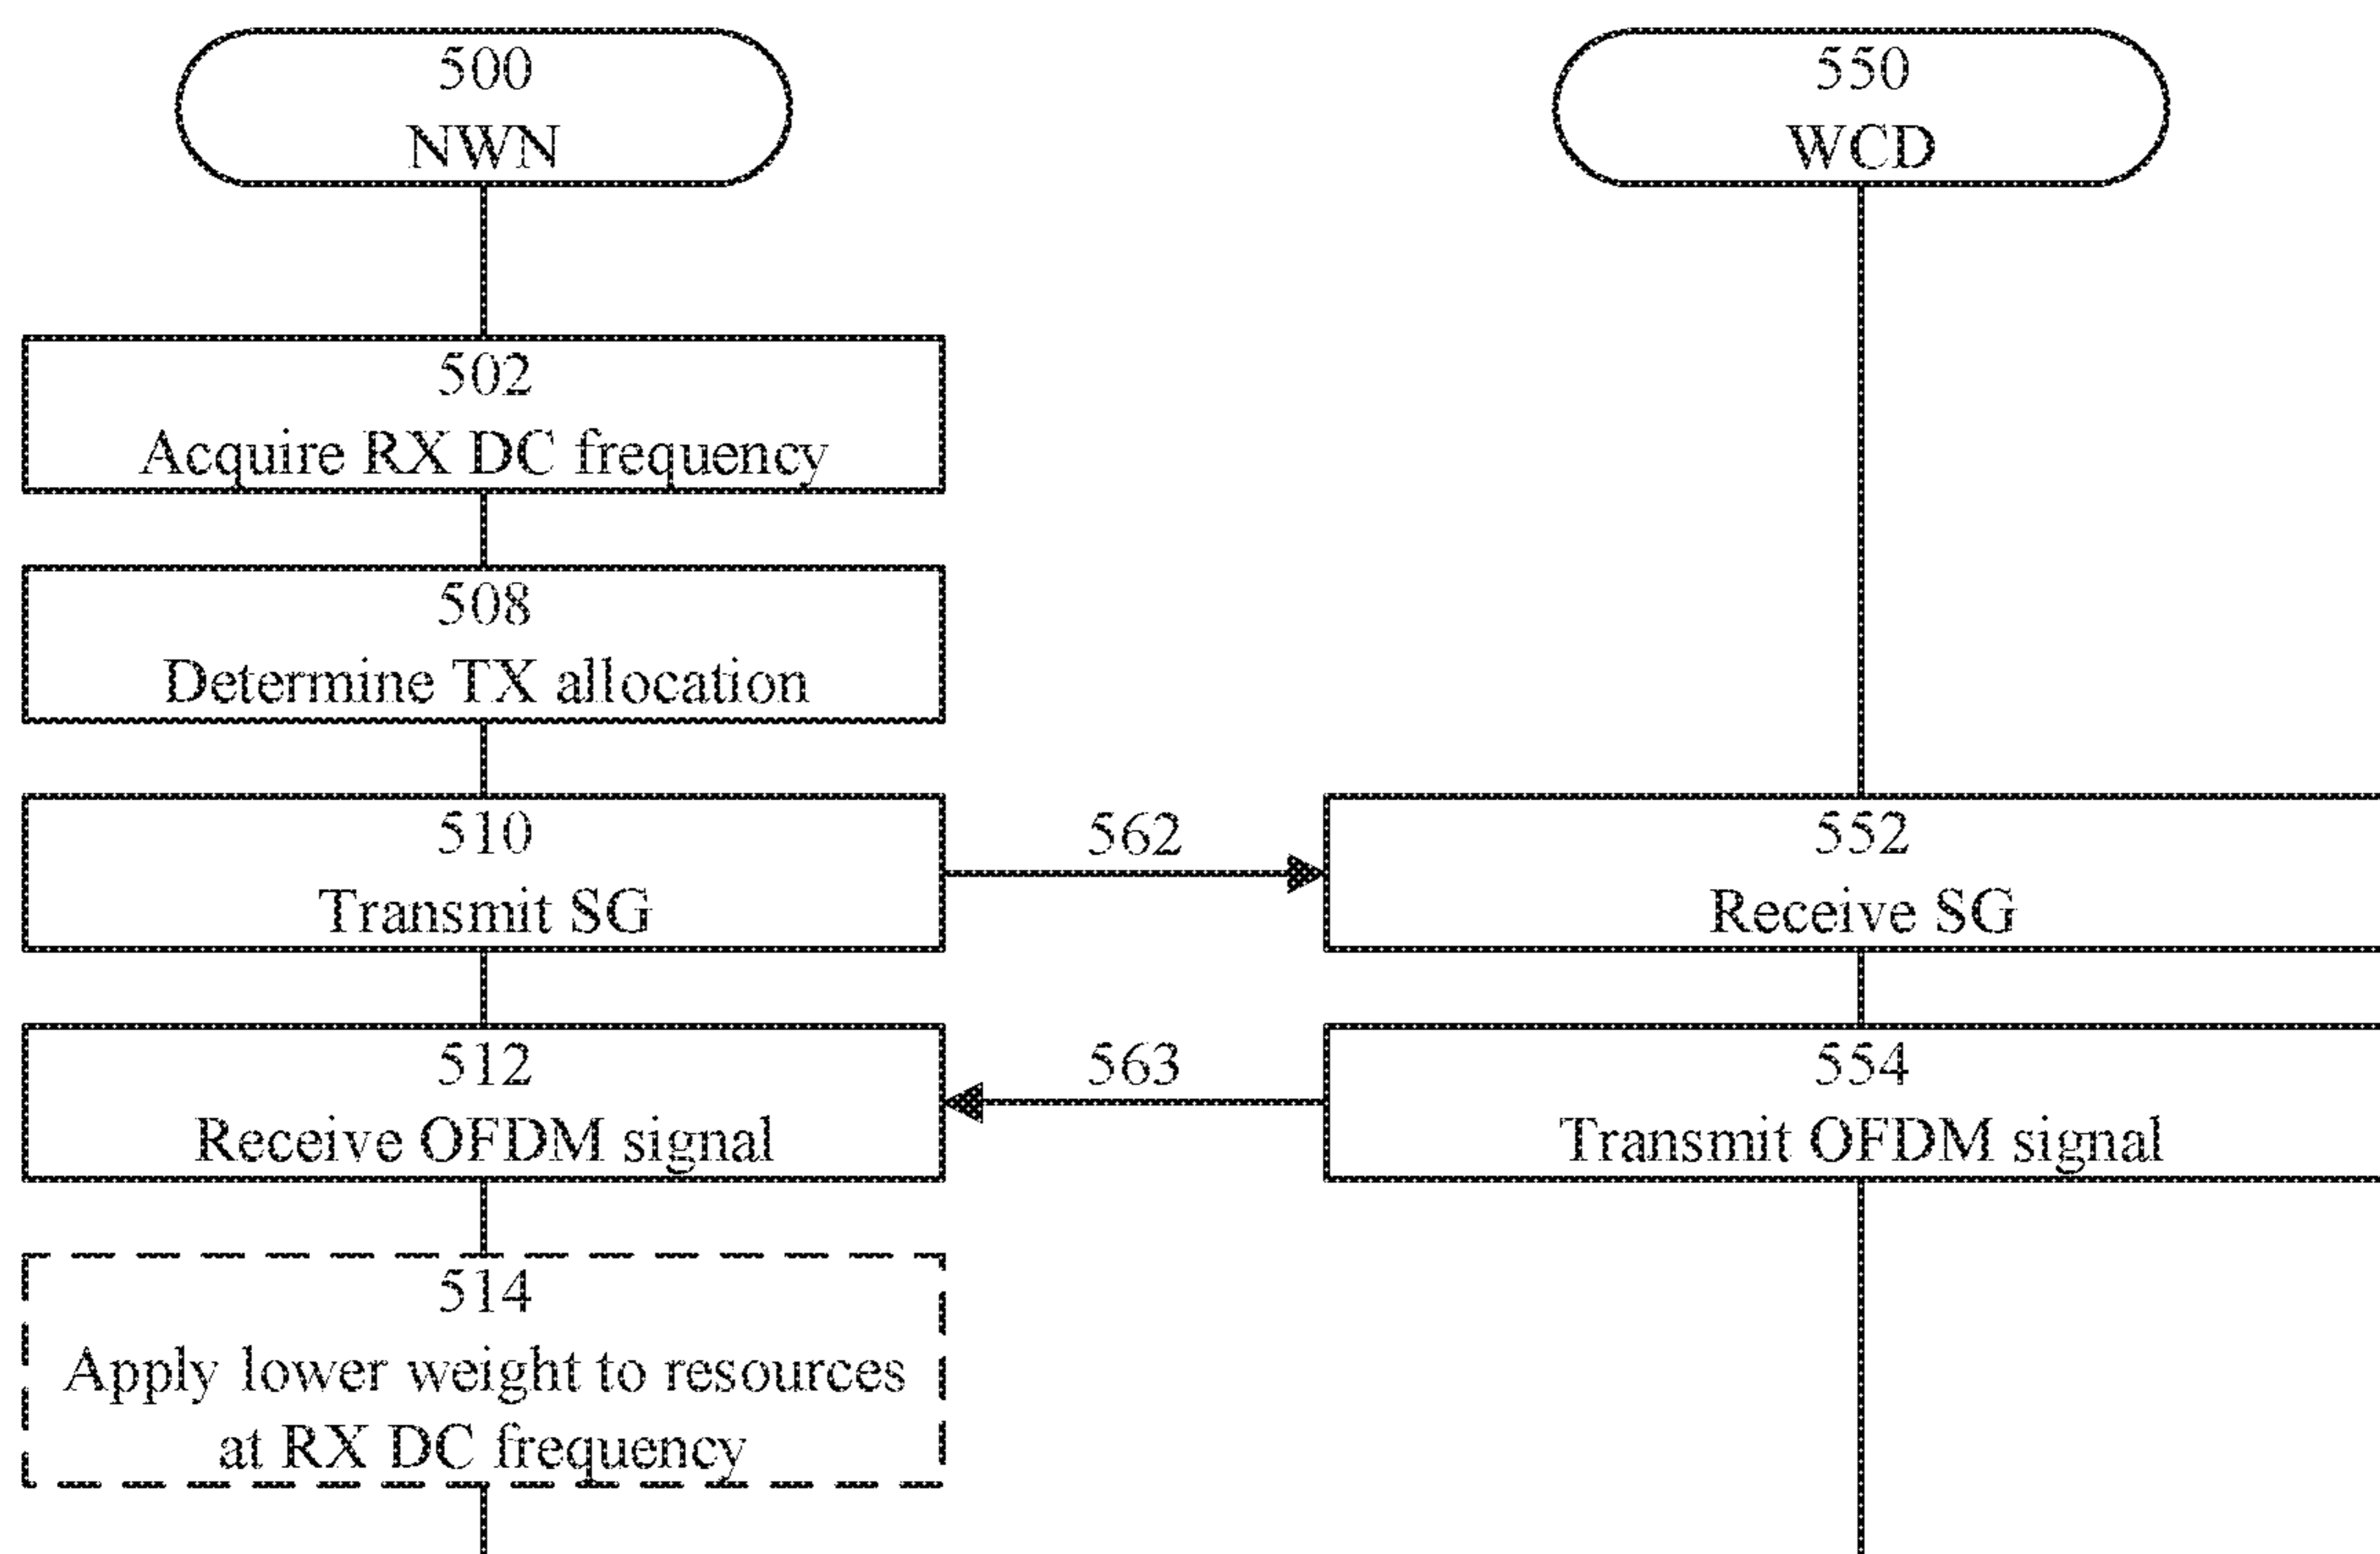 500
NWN
550
WCD
502
Acquire RX DC frequency
508
Determine TX allocation
510
Transmit SG
562
552
Receive SG
512
Receive OFDM signal
563
554
Transmit OFDM signal
514
Apply lower weight to resources
at RX DC frequency